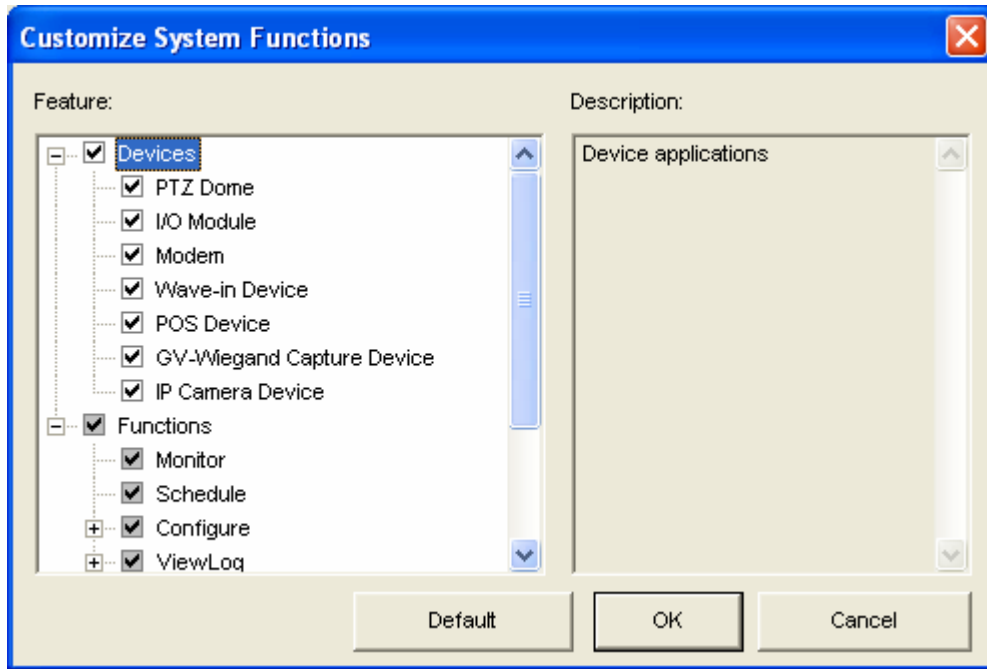 Customize System Functions
Feature:
Description:
Devices
Device applications
PTZ Dome
I/O Module
Modem
Wave-in Device
POS Device
GV-Wiegand Capture Device
IP Camera Device
Functions
Monitor
Schedule
Configure
ViewLog
Default
OK
Cancel